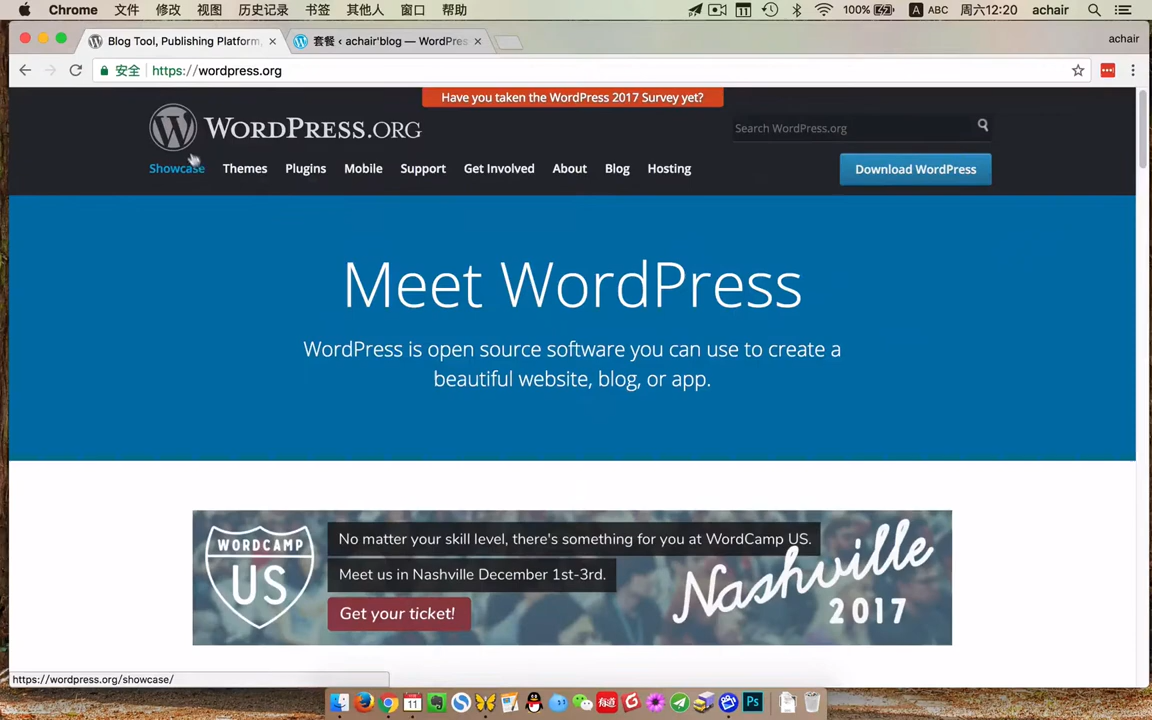 Chrome 文件 修改 视图 历史记录 书签 其他人 窗口 帮助 100% A ABC 周六12:20 achair
Blog Tool, Publishing Platform, 套餐 ‹ achair'blog — WordPres achair
安全 https://wordpress.org
Have you taken the WordPress 2017 Survey yet?
WORDPRESS.ORG
Search WordPress.org
Showcase Themes Plugins Mobile Support Get Involved About Blog Hosting
Download WordPress
Meet WordPress
WordPress is open source software you can use to create a
beautiful website, blog, or app.
WORDCAMP
US
No matter your skill level, there's something for you at WordCamp US.
Meet us in Nashville December 1st-3rd.
Get your ticket!
Nashville
2017
https://wordpress.org/showcase/
11
Ps